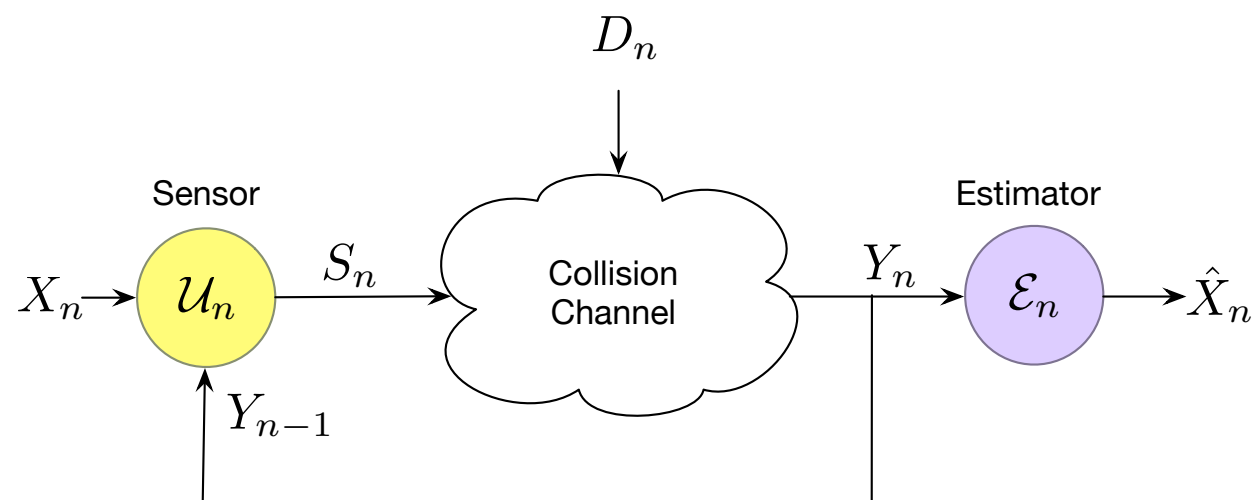 D_n
Sensor
Estimator
X_n
𝒰_n
S_n
Collision
Channel
Y_n
ℰ_n
X̂_n
Y_{n−1}